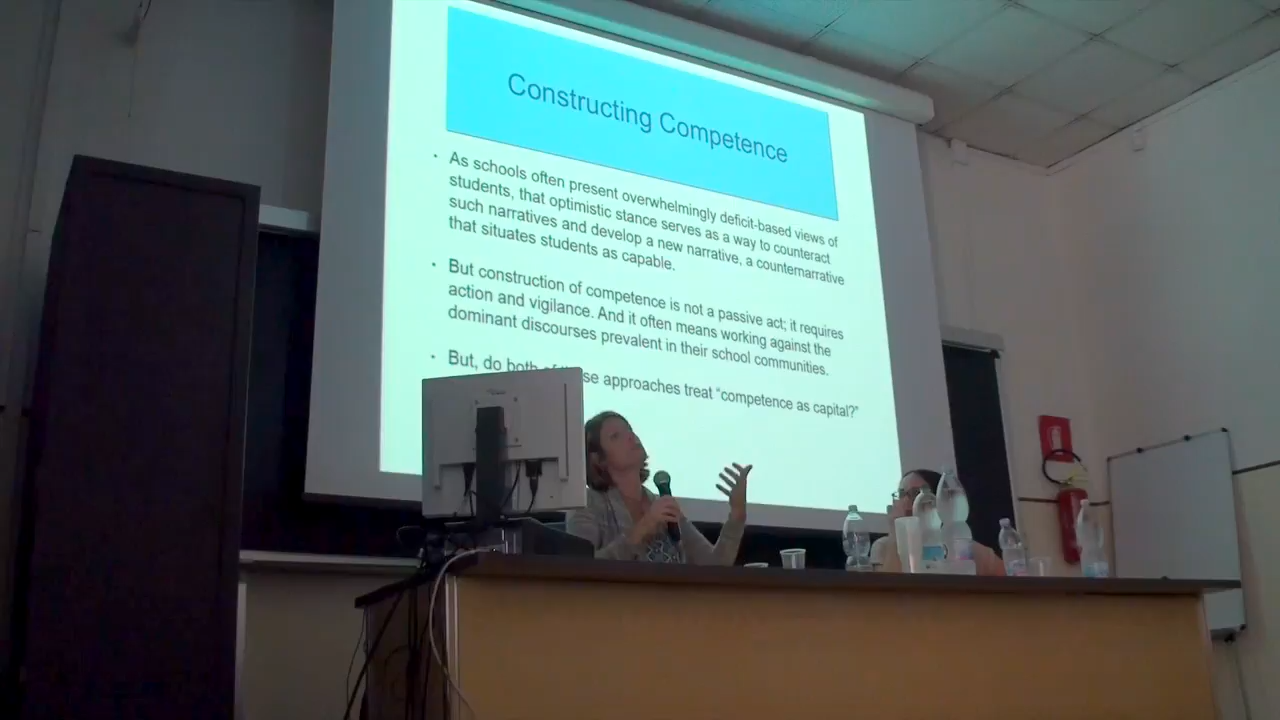 Constructing Competence
· As schools often present overwhelmingly deficit-based views of
students, that optimistic stance serves as a way to counteract
such narratives and develop a new narrative, a counternarrative
that situates students as capable.
· But construction of competence is not a passive act; it requires
action and vigilance. And it often means working against the
dominant discourses prevalent in their school communities.
· But, do both of these approaches treat “competence as capital?”